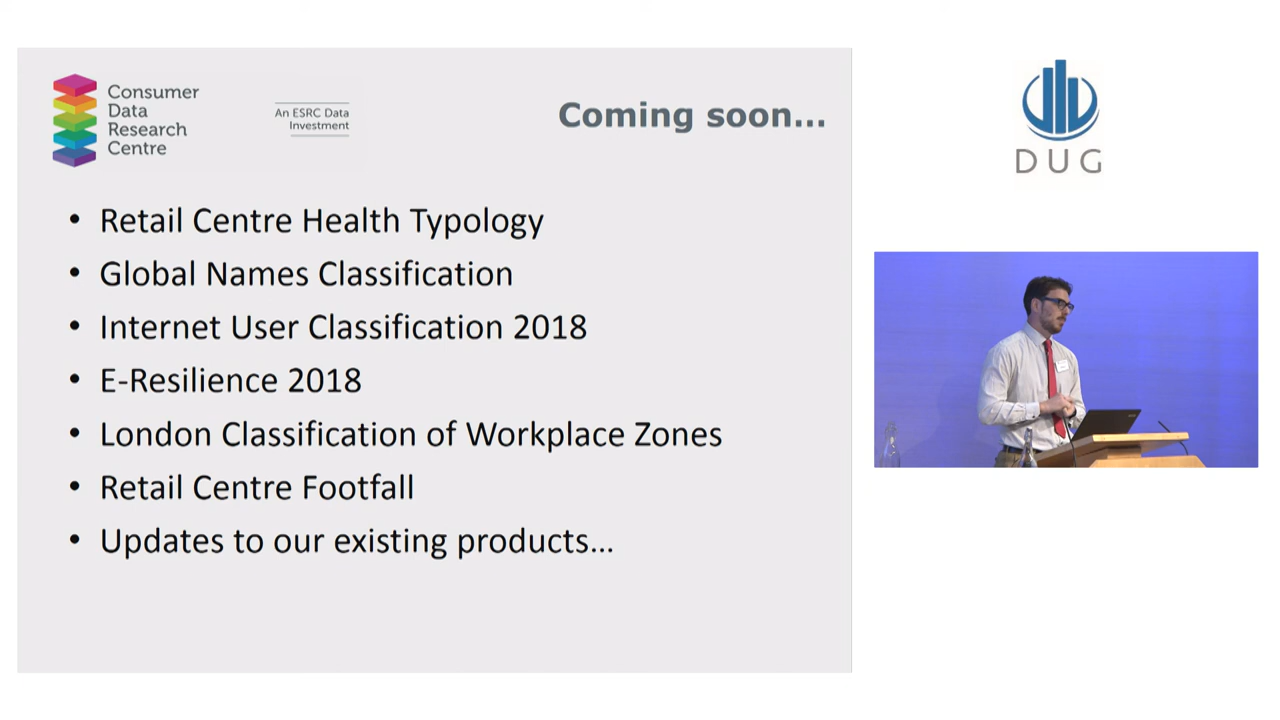 Consumer
Data
Research
Centre
An ESRC Data
Investment
Coming soon...
• Retail Centre Health Typology
• Global Names Classification
• Internet User Classification 2018
• E-Resilience 2018
• London Classification of Workplace Zones
• Retail Centre Footfall
• Updates to our existing products...
DUG